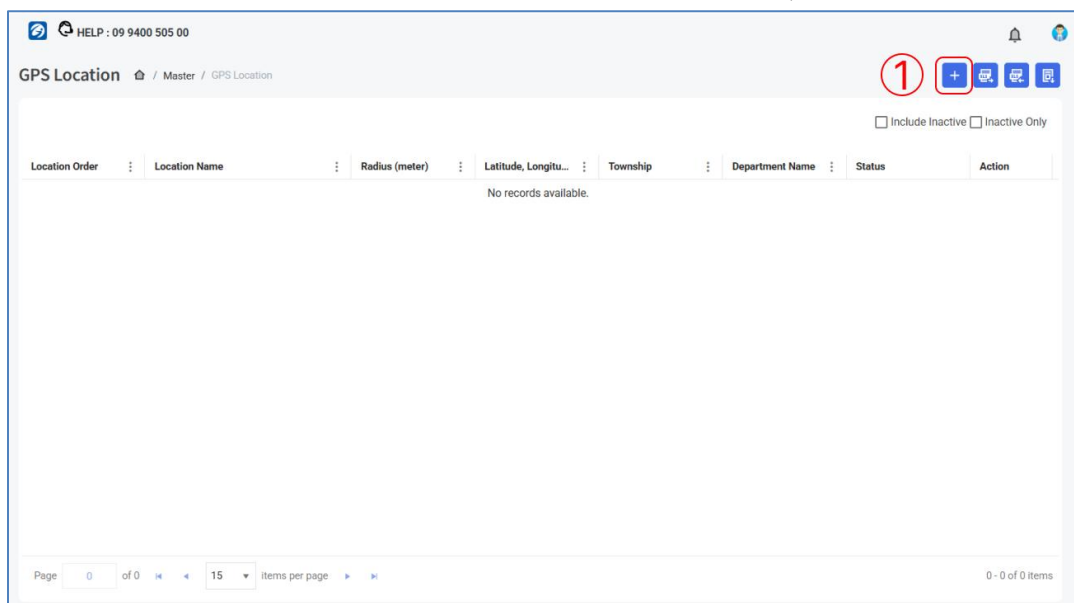 HELP : 09 9400 505 00
GPS Location / Master / GPS Location
① +
Include Inactive Inactive Only
Location Order Location Name Radius (meter) Latitude, Longitu... Township Department Name Status Action
No records available.
Page 0 of 0 15 items per page 0 - 0 of 0 items